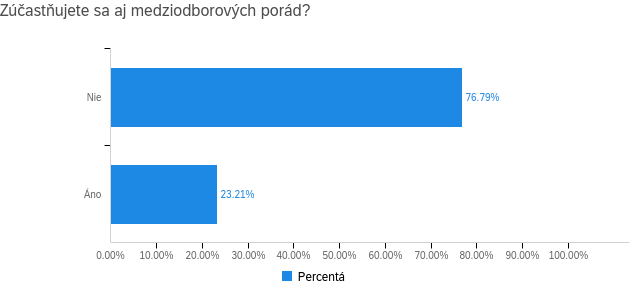 Zúčastňujete sa aj medziodborových porád?
Nie
76.79%
Áno
23.21%
0.00% 10.00% 20.00% 30.00% 40.00% 50.00% 60.00% 70.00% 80.00% 90.00% 100.00%
Percentá